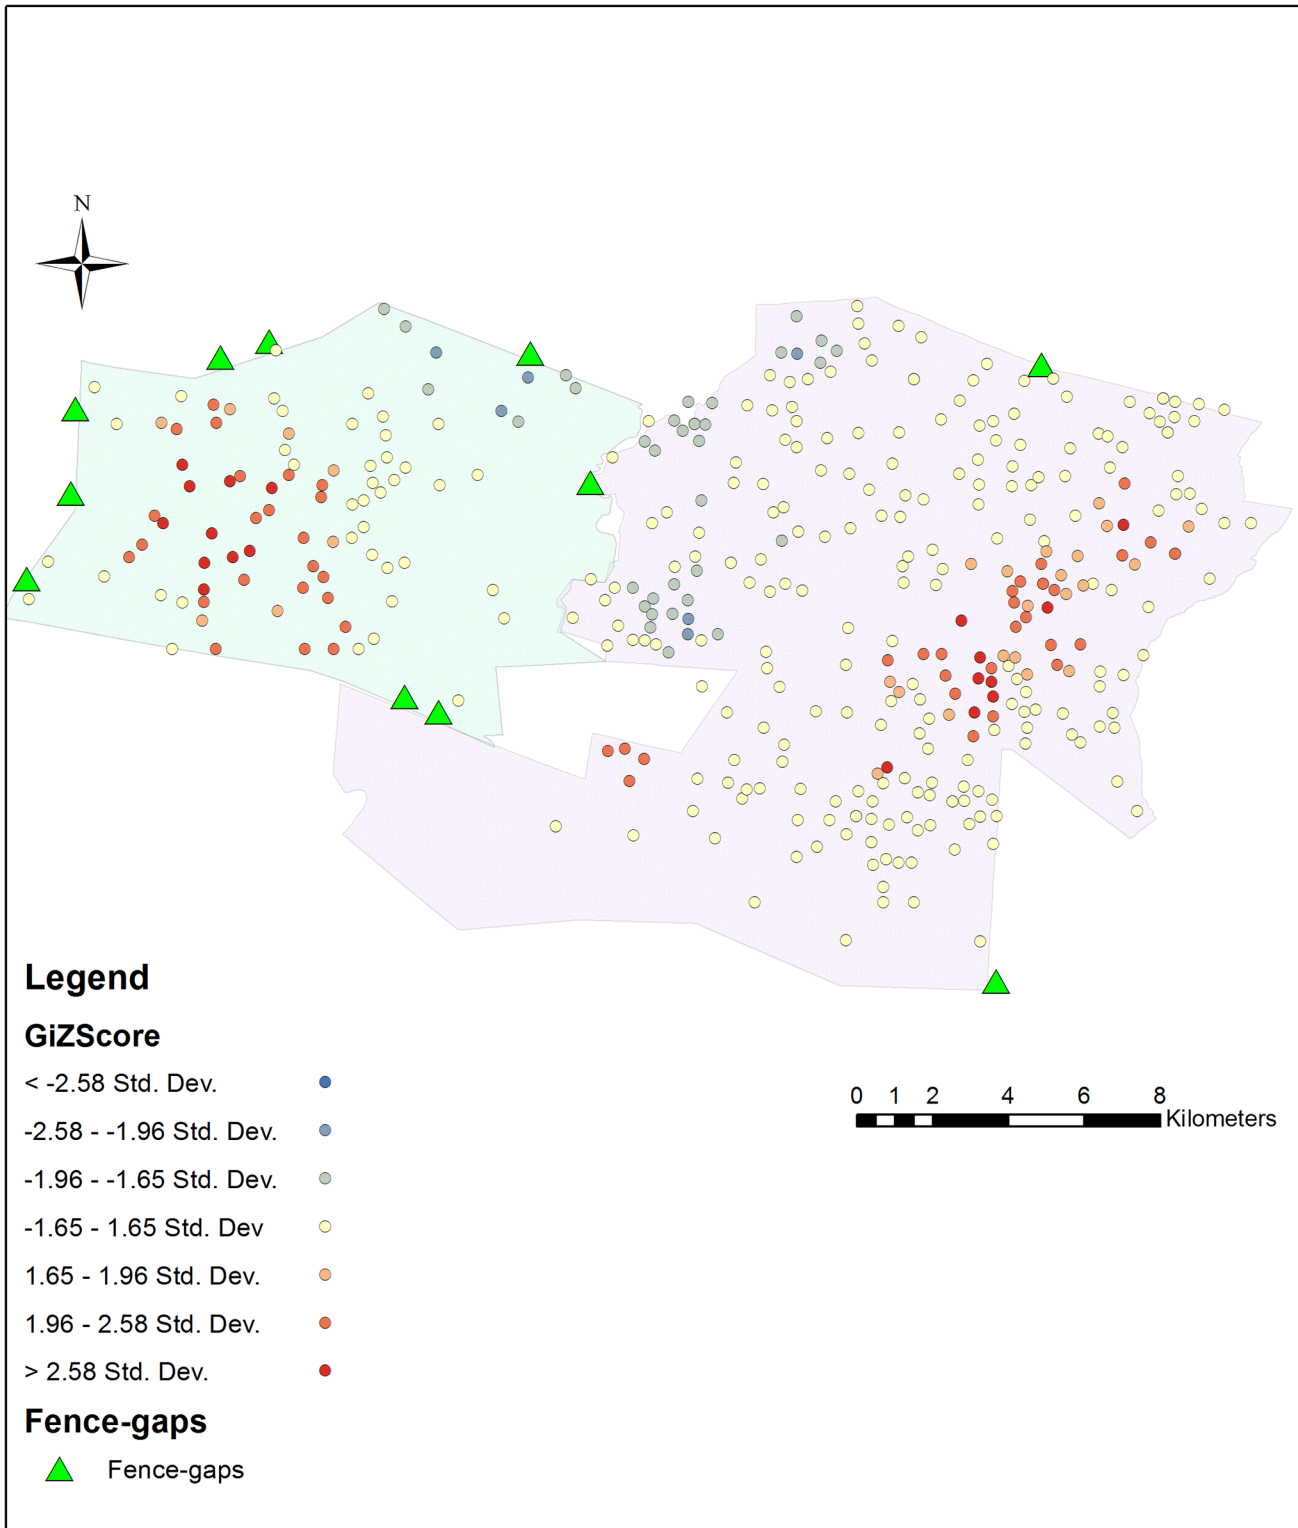 N
Legend
GiZScore
< -2.58 Std. Dev.
-2.58 - -1.96 Std. Dev.
-1.96 - -1.65 Std. Dev.
-1.65 - 1.65 Std. Dev
1.65 - 1.96 Std. Dev.
1.96 - 2.58 Std. Dev.
> 2.58 Std. Dev.
Fence-gaps
Fence-gaps
0 1 2 4 6 8
Kilometers